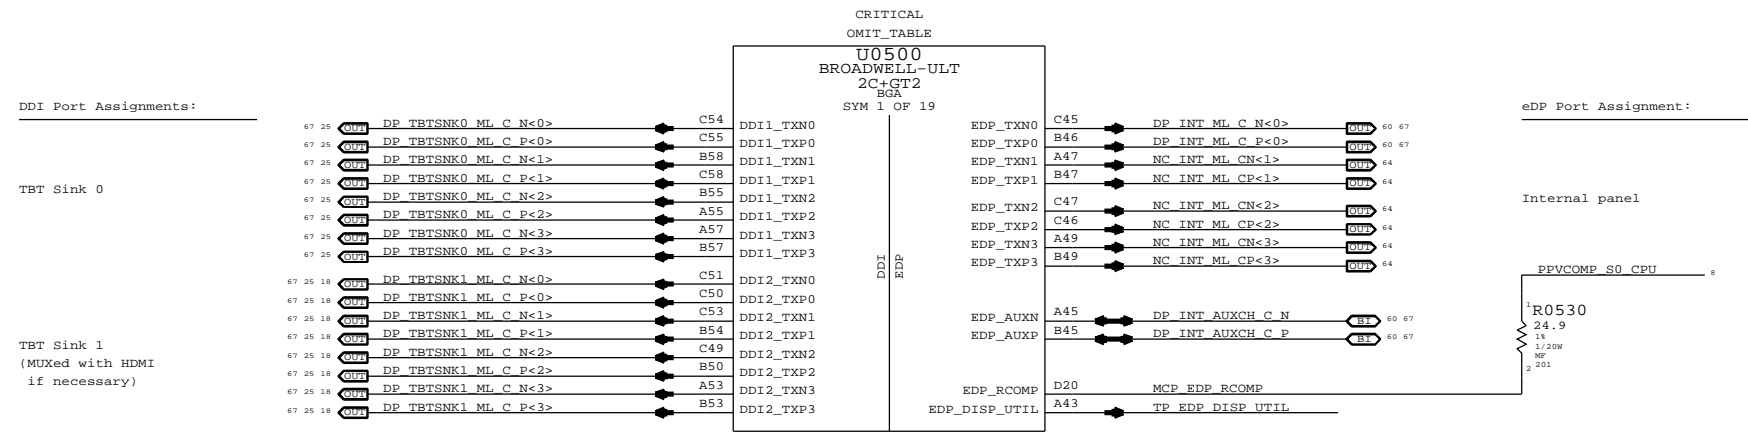 CRITICAL
OMIT_TABLE
U0500
BROADWELL-ULT
2C+GT2
BGA
SYM 1 OF 19
DDI Port Assignments:
eDP Port Assignment:
67 25 OUT DP_TBTSNK0_ML_C_N<0> C54 DDI1_TXN0
67 25 OUT DP_TBTSNK0_ML_C_P<0> C55 DDI1_TXP0
67 25 OUT DP_TBTSNK0_ML_C_N<1> B58 DDI1_TXN1
67 25 OUT DP_TBTSNK0_ML_C_P<1> C58 DDI1_TXP1
TBT Sink 0
67 25 OUT DP_TBTSNK0_ML_C_N<2> B55 DDI1_TXN2
67 25 OUT DP_TBTSNK0_ML_C_P<2> A55 DDI1_TXP2
67 25 OUT DP_TBTSNK0_ML_C_N<3> A57 DDI1_TXN3
67 25 OUT DP_TBTSNK0_ML_C_P<3> B57 DDI1_TXP3
67 25 18 OUT DP_TBTSNK1_ML_C_N<0> C51 DDI2_TXN0
67 25 18 OUT DP_TBTSNK1_ML_C_P<0> C50 DDI2_TXP0
67 25 18 OUT DP_TBTSNK1_ML_C_N<1> C53 DDI2_TXN1
67 25 18 OUT DP_TBTSNK1_ML_C_P<1> B54 DDI2_TXP1
TBT Sink 1
(MUXed with HDMI
if necessary)
67 25 18 OUT DP_TBTSNK1_ML_C_N<2> C49 DDI2_TXN2
67 25 18 OUT DP_TBTSNK1_ML_C_P<2> B50 DDI2_TXP2
67 25 18 OUT DP_TBTSNK1_ML_C_N<3> A53 DDI2_TXN3
67 25 18 OUT DP_TBTSNK1_ML_C_P<3> B53 DDI2_TXP3
DDI
EDP
EDP_TXN0 C45 DP_INT_ML_C_N<0> OUT 60 67
EDP_TXP0 B46 DP_INT_ML_C_P<0> OUT 60 67
EDP_TXN1 A47 NC_INT_ML_CN<1> OUT 64
EDP_TXP1 B47 NC_INT_ML_CP<1> OUT 64
EDP_TXN2 C47 NC_INT_ML_CN<2> OUT 64
EDP_TXP2 C46 NC_INT_ML_CP<2> OUT 64
EDP_TXN3 A49 NC_INT_ML_CN<3> OUT 64
EDP_TXP3 B49 NC_INT_ML_CP<3> OUT 64
Internal panel
EDP_AUXN A45 DP_INT_AUXCH_C_N BI 60 67
EDP_AUXP B45 DP_INT_AUXCH_C_P BI 60 67
EDP_RCOMP D20 MCP_EDP_RCOMP
EDP_DISP_UTIL A43 TP_EDP_DISP_UTIL
PPVCOMP_S0_CPU 8
1
R0530
24.9
1%
1/20W
MF
201
2